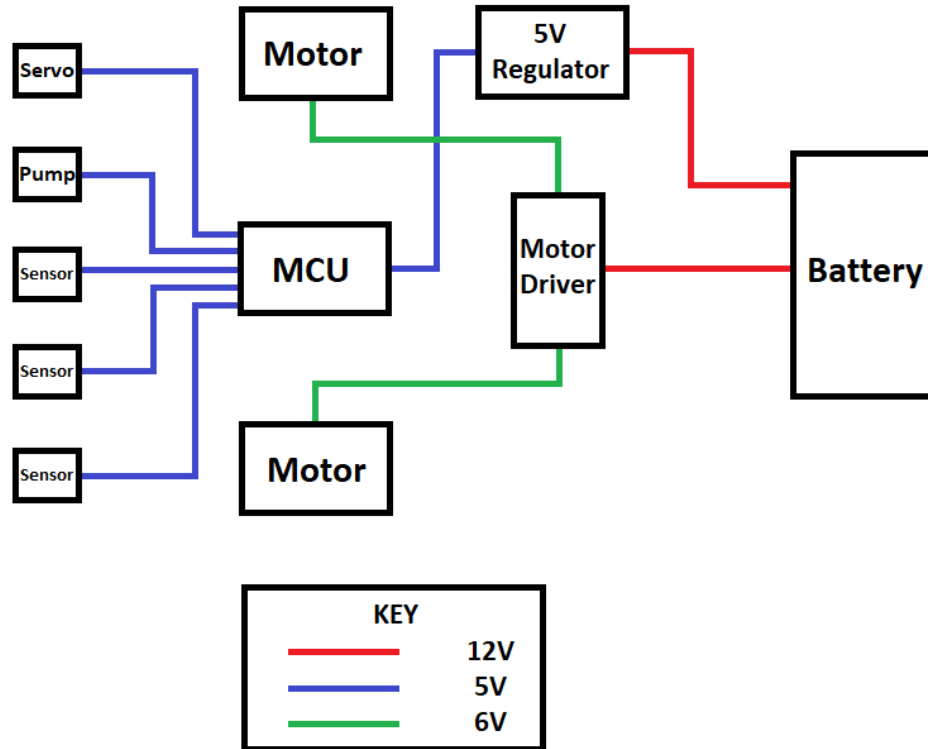 Servo
Motor
5V
Regulator
Pump
Motor
Driver
Battery
MCU
Sensor
Sensor
Sensor
Motor
KEY
12V
5V
6V